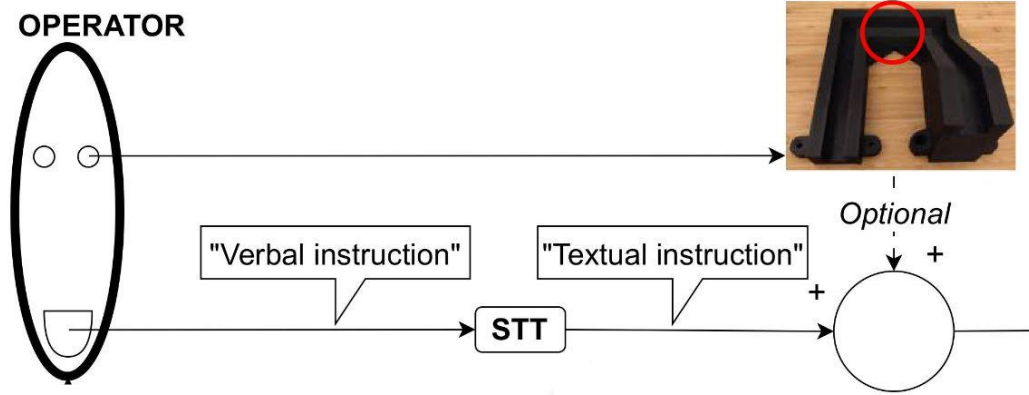 OPERATOR
Optional
"Verbal instruction"
"Textual instruction"
+
+
STT